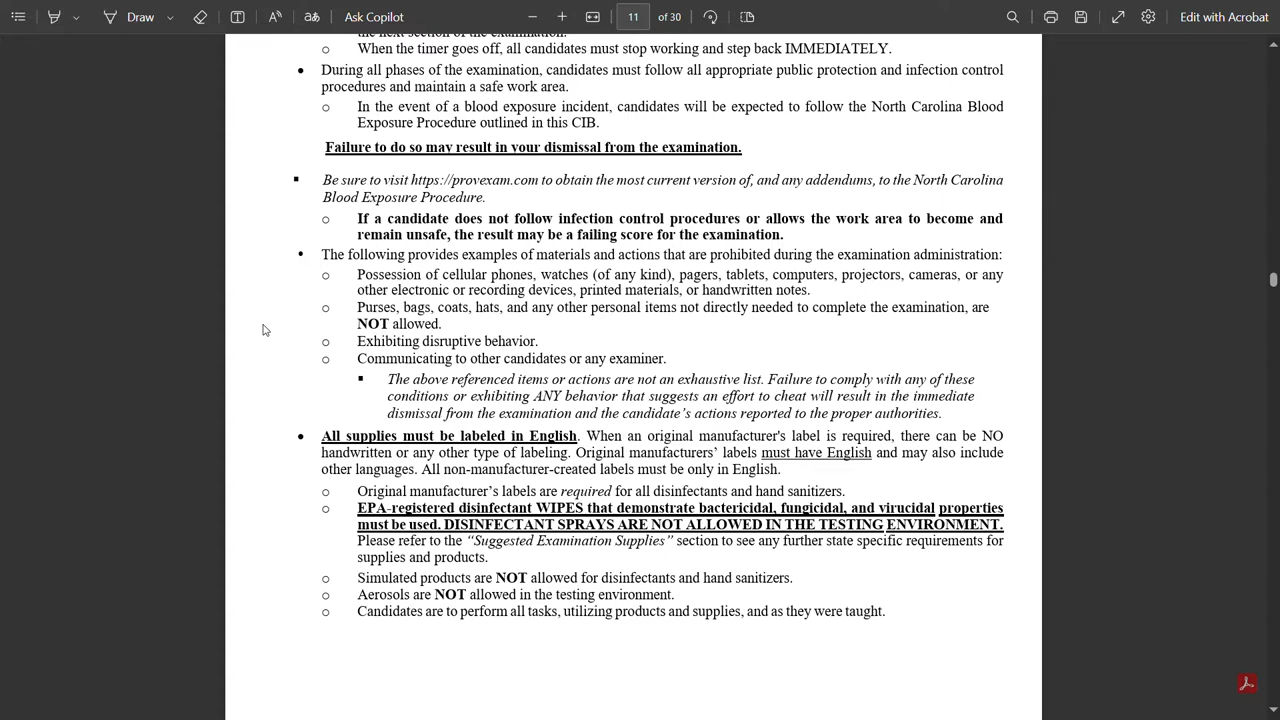 Draw
Ask Copilot
11 of 30
Edit with Acrobat
the next section of the examination.
o When the timer goes off, all candidates must stop working and step back IMMEDIATELY.
• During all phases of the examination, candidates must follow all appropriate public protection and infection control
procedures and maintain a safe work area.
o In the event of a blood exposure incident, candidates will be expected to follow the North Carolina Blood
Exposure Procedure outlined in this CIB.
Failure to do so may result in your dismissal from the examination.
▪ Be sure to visit https://provexam.com to obtain the most current version of, and any addendums, to the North Carolina
Blood Exposure Procedure.
o If a candidate does not follow infection control procedures or allows the work area to become and
remain unsafe, the result may be a failing score for the examination.
• The following provides examples of materials and actions that are prohibited during the examination administration:
o Possession of cellular phones, watches (of any kind), pagers, tablets, computers, projectors, cameras, or any
other electronic or recording devices, printed materials, or handwritten notes.
o Purses, bags, coats, hats, and any other personal items not directly needed to complete the examination, are
NOT allowed.
o Exhibiting disruptive behavior.
o Communicating to other candidates or any examiner.
▪ The above referenced items or actions are not an exhaustive list. Failure to comply with any of these
conditions or exhibiting ANY behavior that suggests an effort to cheat will result in the immediate
dismissal from the examination and the candidate's actions reported to the proper authorities.
• All supplies must be labeled in English. When an original manufacturer's label is required, there can be NO
handwritten or any other type of labeling. Original manufacturers' labels must have English and may also include
other languages. All non-manufacturer-created labels must be only in English.
o Original manufacturer's labels are required for all disinfectants and hand sanitizers.
o EPA-registered disinfectant WIPES that demonstrate bactericidal, fungicidal, and virucidal properties
must be used. DISINFECTANT SPRAYS ARE NOT ALLOWED IN THE TESTING ENVIRONMENT.
Please refer to the “Suggested Examination Supplies” section to see any further state specific requirements for
supplies and products.
o Simulated products are NOT allowed for disinfectants and hand sanitizers.
o Aerosols are NOT allowed in the testing environment.
o Candidates are to perform all tasks, utilizing products and supplies, and as they were taught.